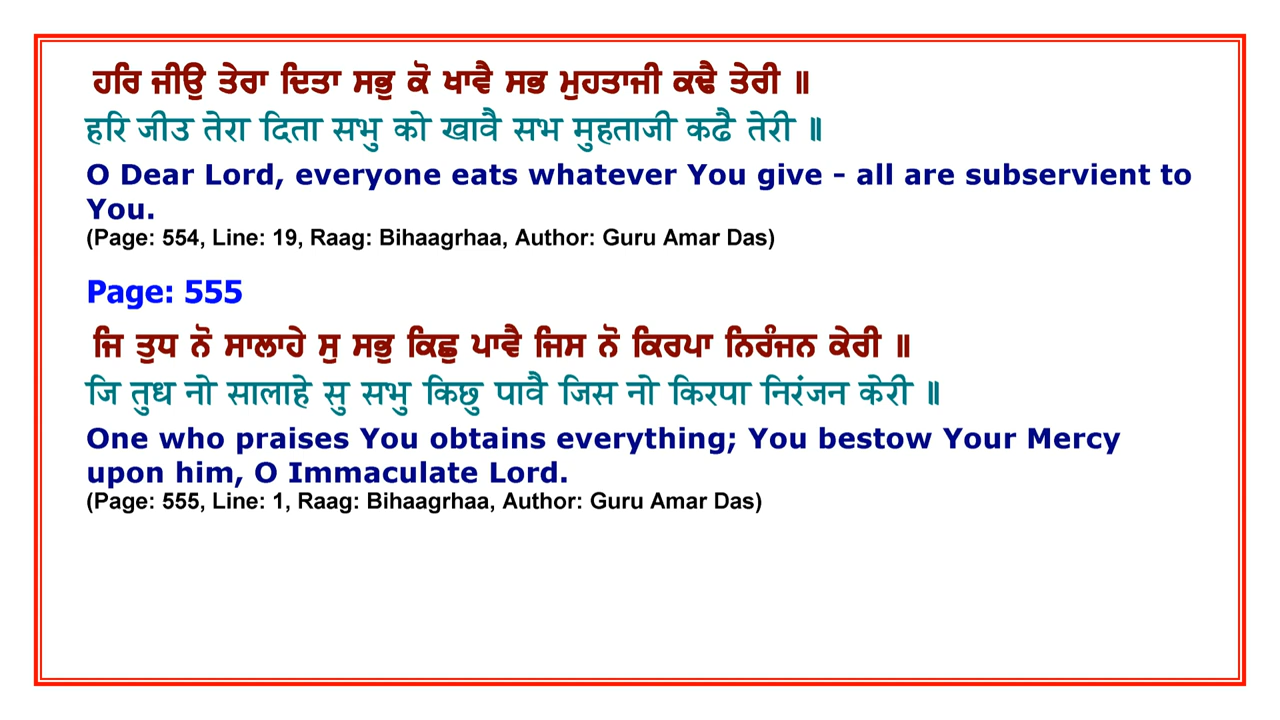 ਹਰਿ ਜੀਉ ਤੇਰਾ ਦਿਤਾ ਸਭੁ ਕੋ ਖਾਵੈ ਸਭ ਮੁਹਤਾਜੀ ਕਢੈ ਤੇਰੀ ॥
हरि जीउ तेरा दिता सभु को खावै सभ मुहताजी कढै तेरी ॥
O Dear Lord, everyone eats whatever You give - all are subservient to
You.
(Page: 554, Line: 19, Raag: Bihaagrhaa, Author: Guru Amar Das)
Page: 555
ਜਿ ਤੁਧ ਨੋ ਸਾਲਾਹੇ ਸੁ ਸਭੁ ਕਿਛੁ ਪਾਵੈ ਜਿਸ ਨੋ ਕਿਰਪਾ ਨਿਰੰਜਨ ਕੇਰੀ ॥
जि तुध नो सालाहे सु सभु किछु पावै जिस नो किरपा निरंजन केरी ॥
One who praises You obtains everything; You bestow Your Mercy
upon him, O Immaculate Lord.
(Page: 555, Line: 1, Raag: Bihaagrhaa, Author: Guru Amar Das)